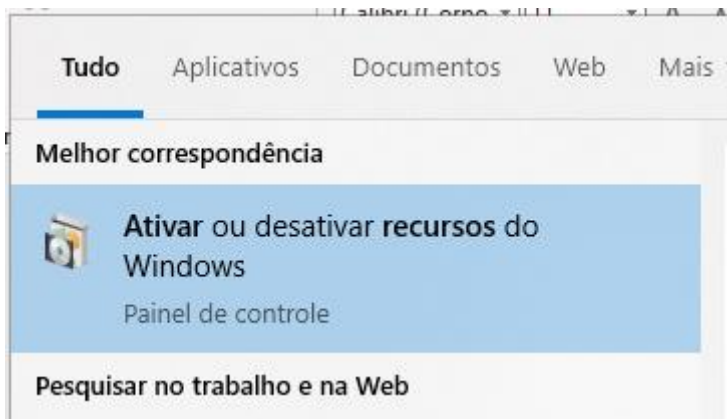 Tudo Aplicativos Documentos Web Mais
Melhor correspondência
Ativar ou desativar recursos do
Windows
Painel de controle
Pesquisar no trabalho e na Web